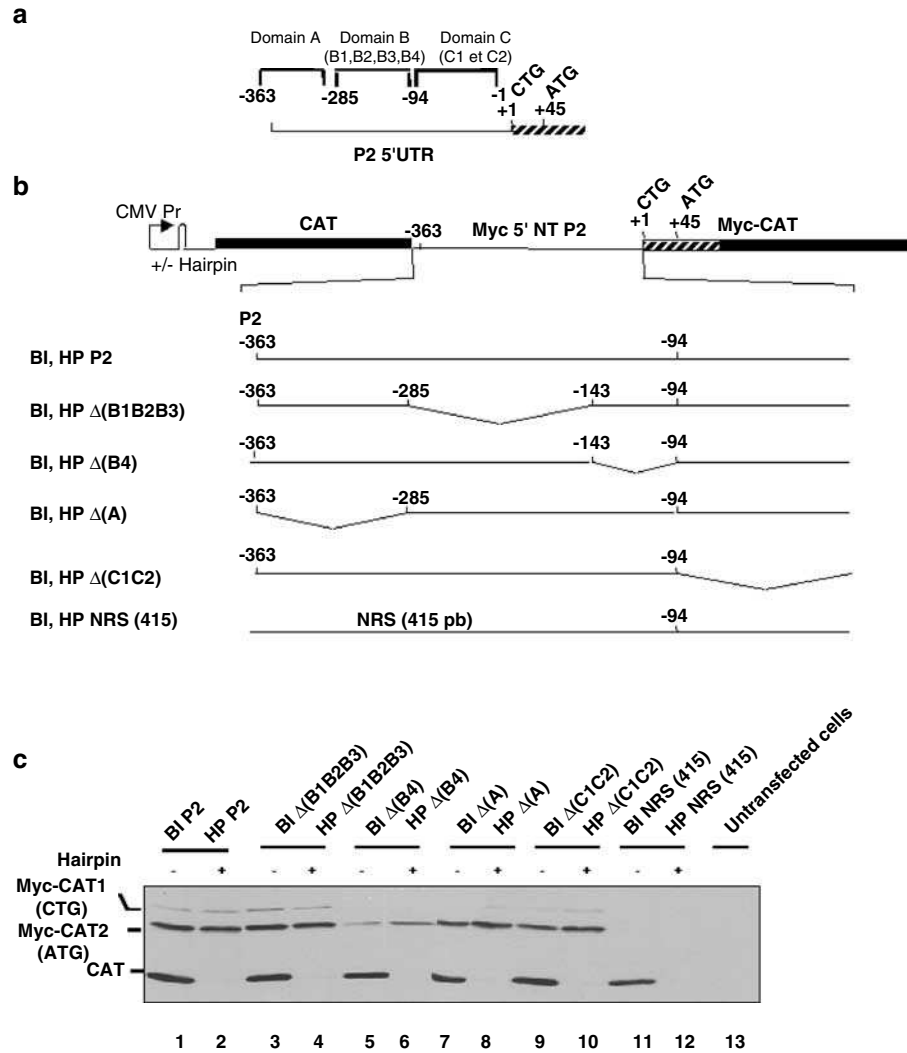 a
Domain A Domain B Domain C
(B1,B2,B3,B4) (C1 et C2)
CTG ATG
-363 -285 -94 -1
+1 +45
P2 5'UTR
b
CTG ATG
CMV Pr CAT -363 Myc 5' NT P2 +1 +45 Myc-CAT
+/- Hairpin
P2
BI, HP P2 -363 -94
BI, HP Δ(B1B2B3) -363 -285 -143 -94
BI, HP Δ(B4) -363 -143 -94
BI, HP Δ(A) -363 -285 -94
BI, HP Δ(C1C2) -363 -94
BI, HP NRS (415) NRS (415 pb) -94
c
BI P2 HP P2 BI Δ(B1B2B3) HP Δ(B1B2B3) BI Δ(B4) HP Δ(B4) BI Δ(A) HP Δ(A) BI Δ(C1C2) HP Δ(C1C2) BI NRS (415) HP NRS (415) Untransfected cells
Hairpin - + - + - + - + - + - +
Myc-CAT1
(CTG)
Myc-CAT2
(ATG)
CAT
1 2 3 4 5 6 7 8 9 10 11 12 13